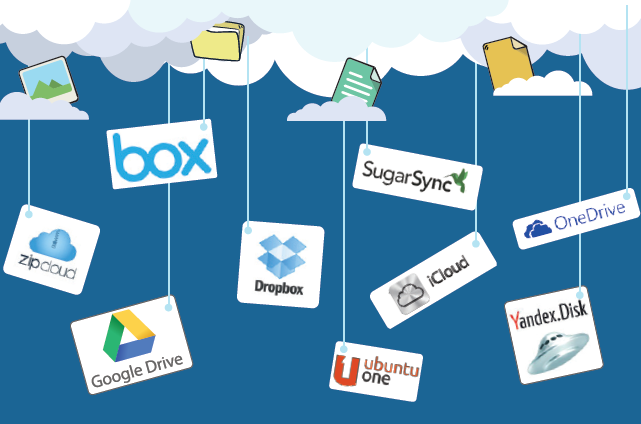 box
SugarSync
OneDrive
zipcloud
Dropbox
iCloud
Yandex.Disk
Google Drive
ubuntu
one